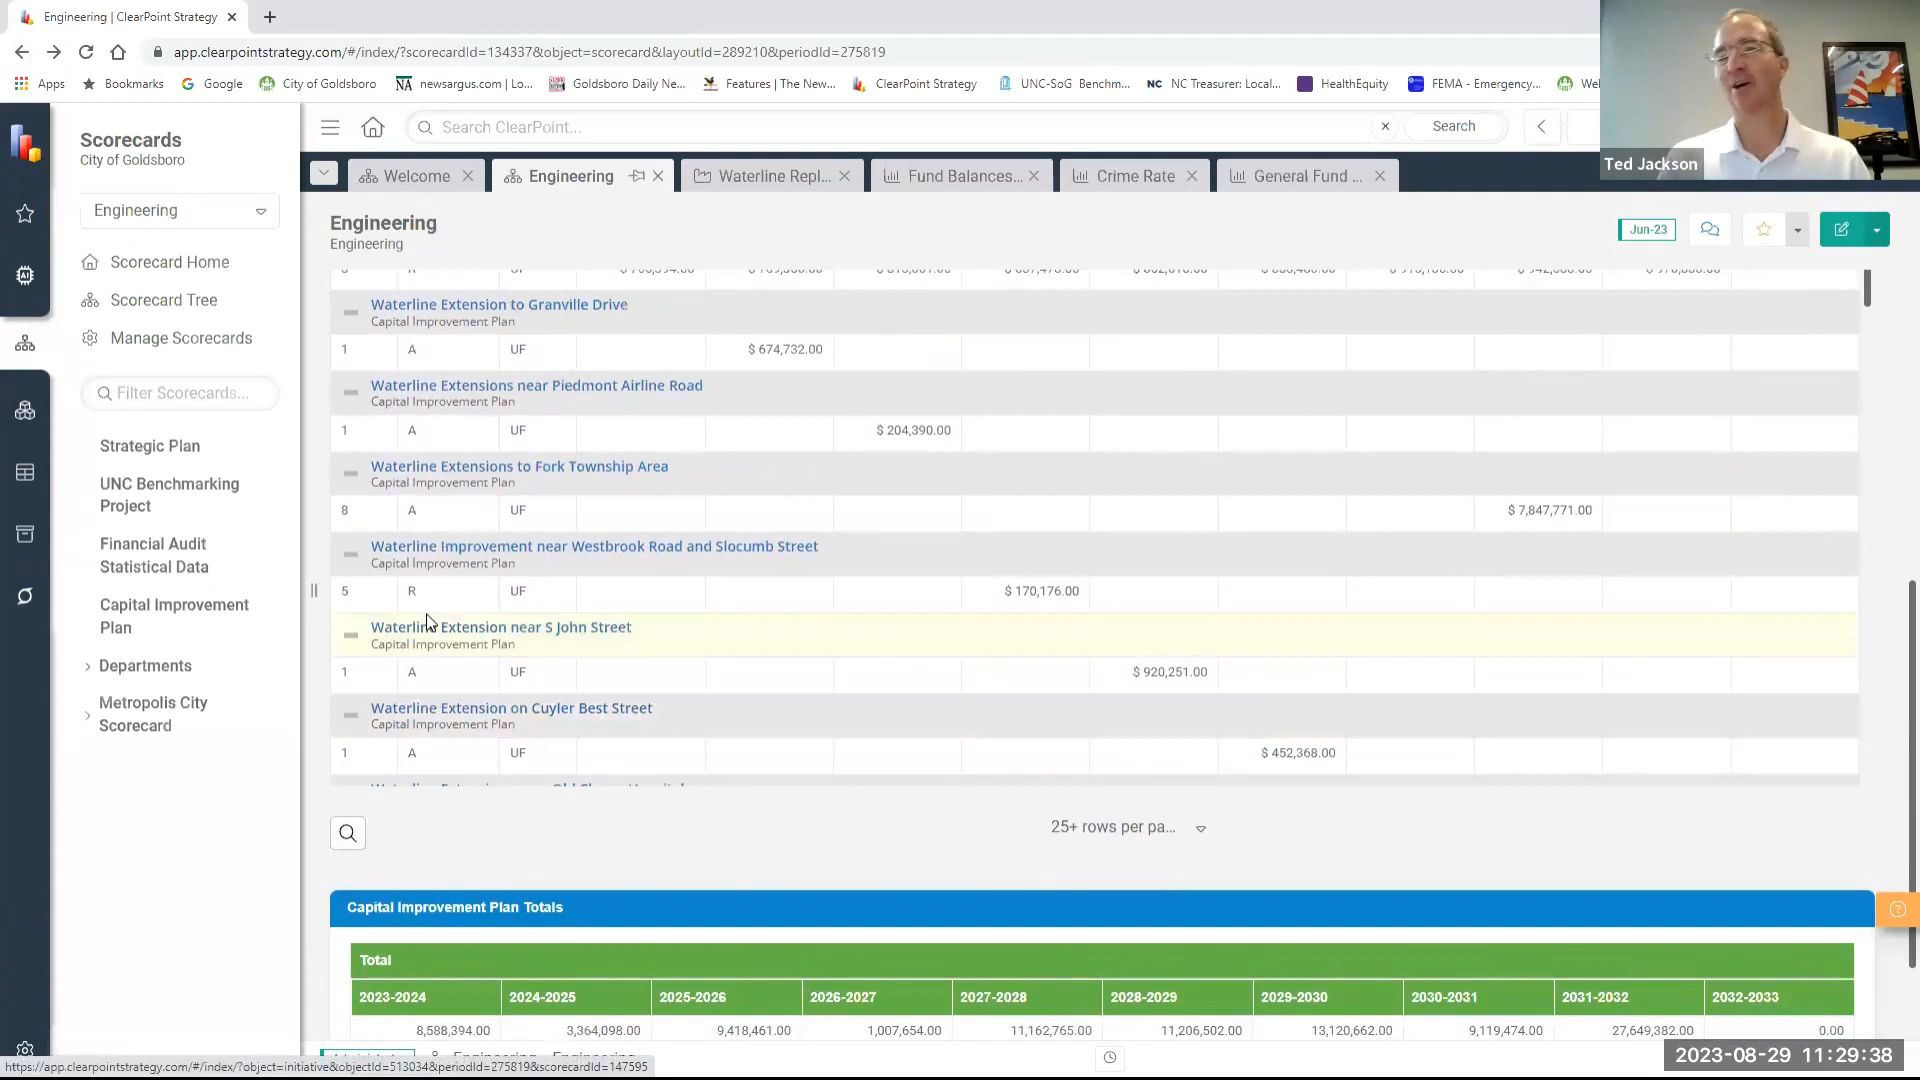 Engineering | ClearPoint Strategy
app.clearpointstrategy.com/#/index/?scorecardId=134337&object=scorecard&layoutId=289210&periodId=275819
Apps Bookmarks Google City of Goldsboro newsargus.com | Lo... Goldsboro Daily Ne... Features | The New... ClearPoint Strategy UNC-SoG Benchm... NC NC Treasurer: Local... HealthEquity FEMA - Emergency...
Ted Jackson
Scorecards
City of Goldsboro
Engineering
Scorecard Home
Scorecard Tree
Manage Scorecards
Filter Scorecards...
Strategic Plan
UNC Benchmarking
Project
Financial Audit
Statistical Data
Capital Improvement
Plan
Departments
Metropolis City
Scorecard
Search ClearPoint...
Search
Welcome Engineering Waterline Repl... Fund Balances... Crime Rate General Fund ...
Engineering
Engineering
Jun-23
Waterline Extension to Granville Drive
Capital Improvement Plan
1 A UF $ 674,732.00
Waterline Extensions near Piedmont Airline Road
Capital Improvement Plan
1 A UF $ 204,390.00
Waterline Extensions to Fork Township Area
Capital Improvement Plan
8 A UF $ 7,847,771.00
Waterline Improvement near Westbrook Road and Slocumb Street
Capital Improvement Plan
5 R UF $ 170,176.00
Waterline Extension near S John Street
Capital Improvement Plan
1 A UF $ 920,251.00
Waterline Extension on Cuyler Best Street
Capital Improvement Plan
1 A UF $ 452,368.00
25+ rows per pa...
Capital Improvement Plan Totals
Total
2023-2024 2024-2025 2025-2026 2026-2027 2027-2028 2028-2029 2029-2030 2030-2031 2031-2032 2032-2033
8,588,394.00 3,364,098.00 9,418,461.00 1,007,654.00 11,162,765.00 11,206,502.00 13,120,662.00 9,119,474.00 27,649,382.00 0.00
https://app.clearpointstrategy.com/#/index/?object=initiative&objectId=513034&periodId=275819&scorecardId=147595
2023-08-29 11:29:38